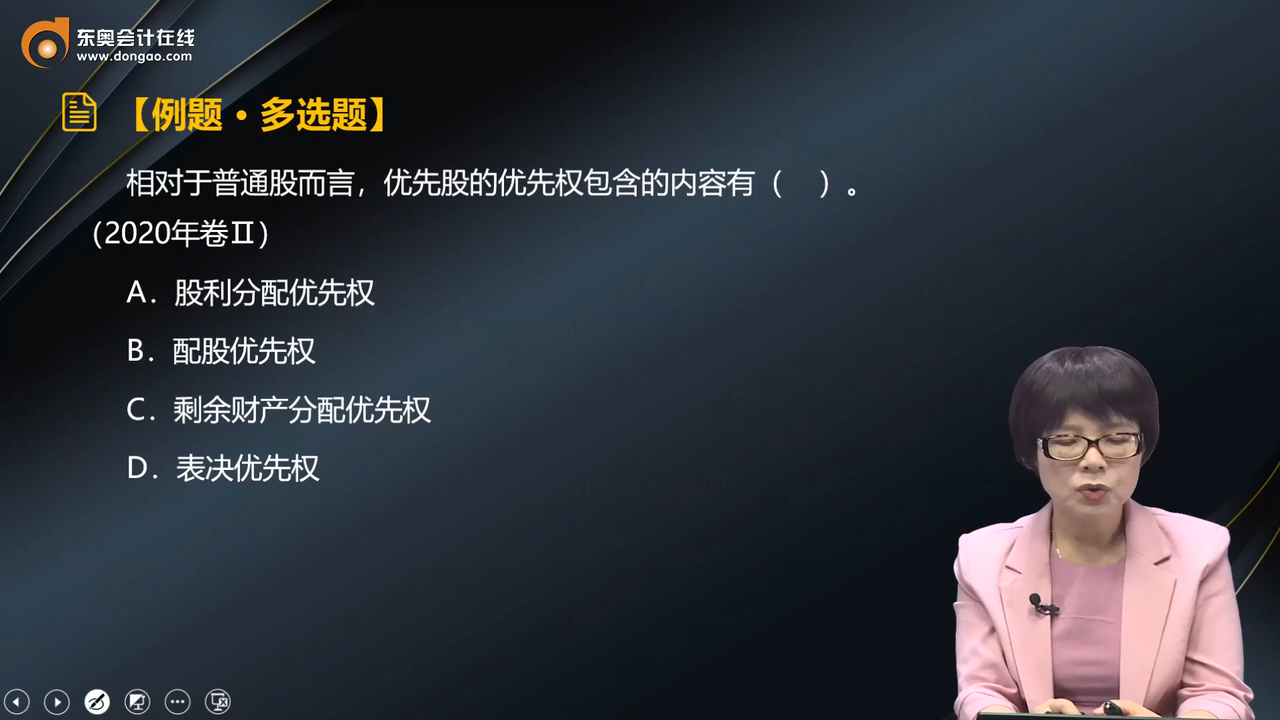 东奥会计在线
www.dongao.com
【例题·多选题】
相对于普通股而言，优先股的优先权包含的内容有（　）。
（2020年卷Ⅱ）
A．股利分配优先权
B．配股优先权
C．剩余财产分配优先权
D．表决优先权